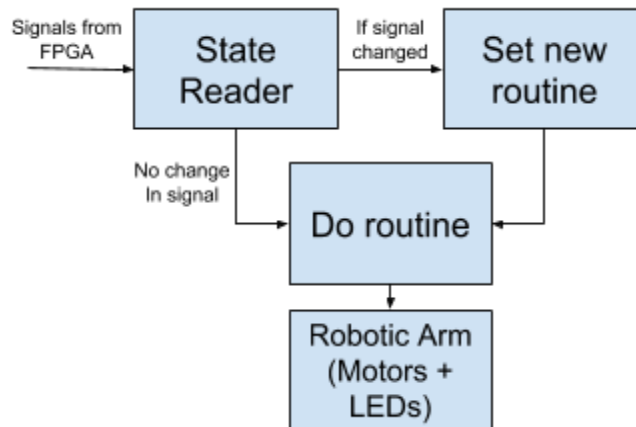 Signals from
FPGA
State
Reader
If signal
changed
Set new
routine
No change
In signal
Do routine
Robotic Arm
(Motors +
LEDs)